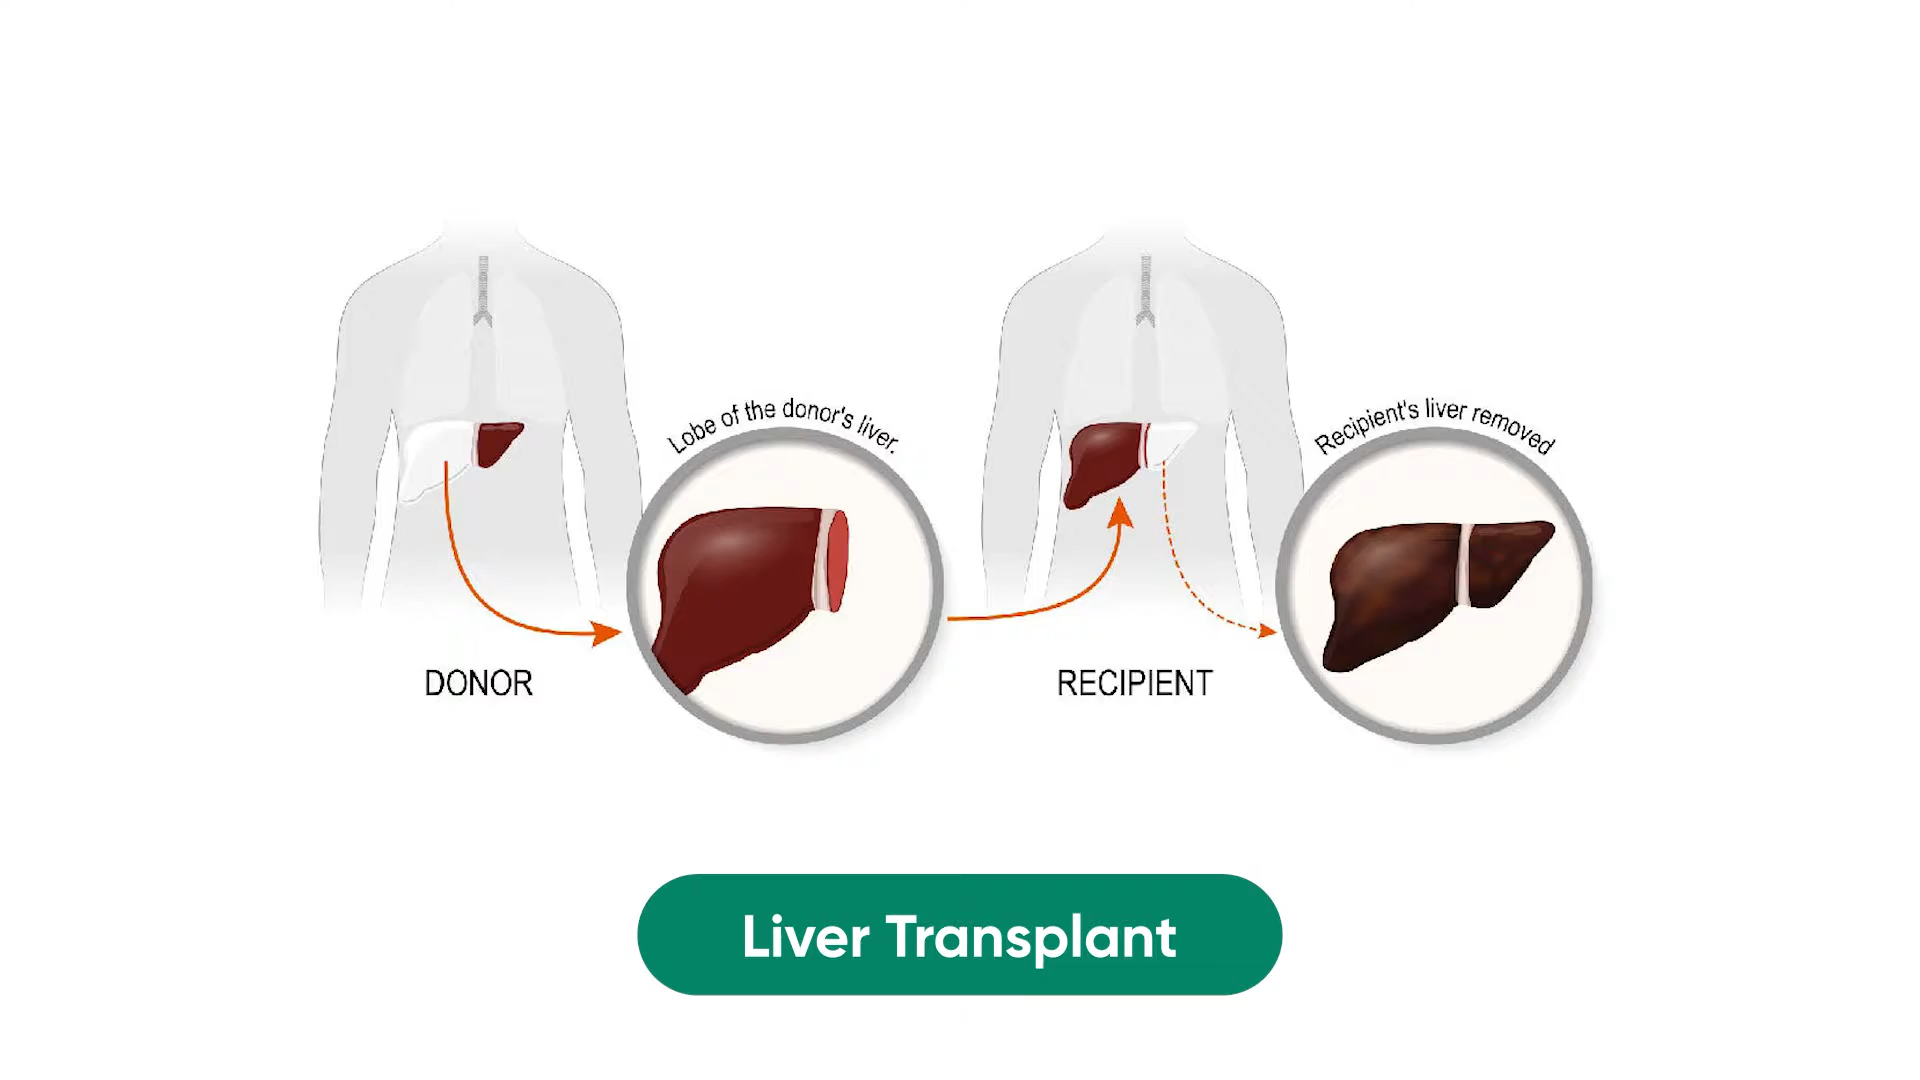 Lobe of the donor's liver.
Recipient's liver removed
DONOR
RECIPIENT
Liver Transplant